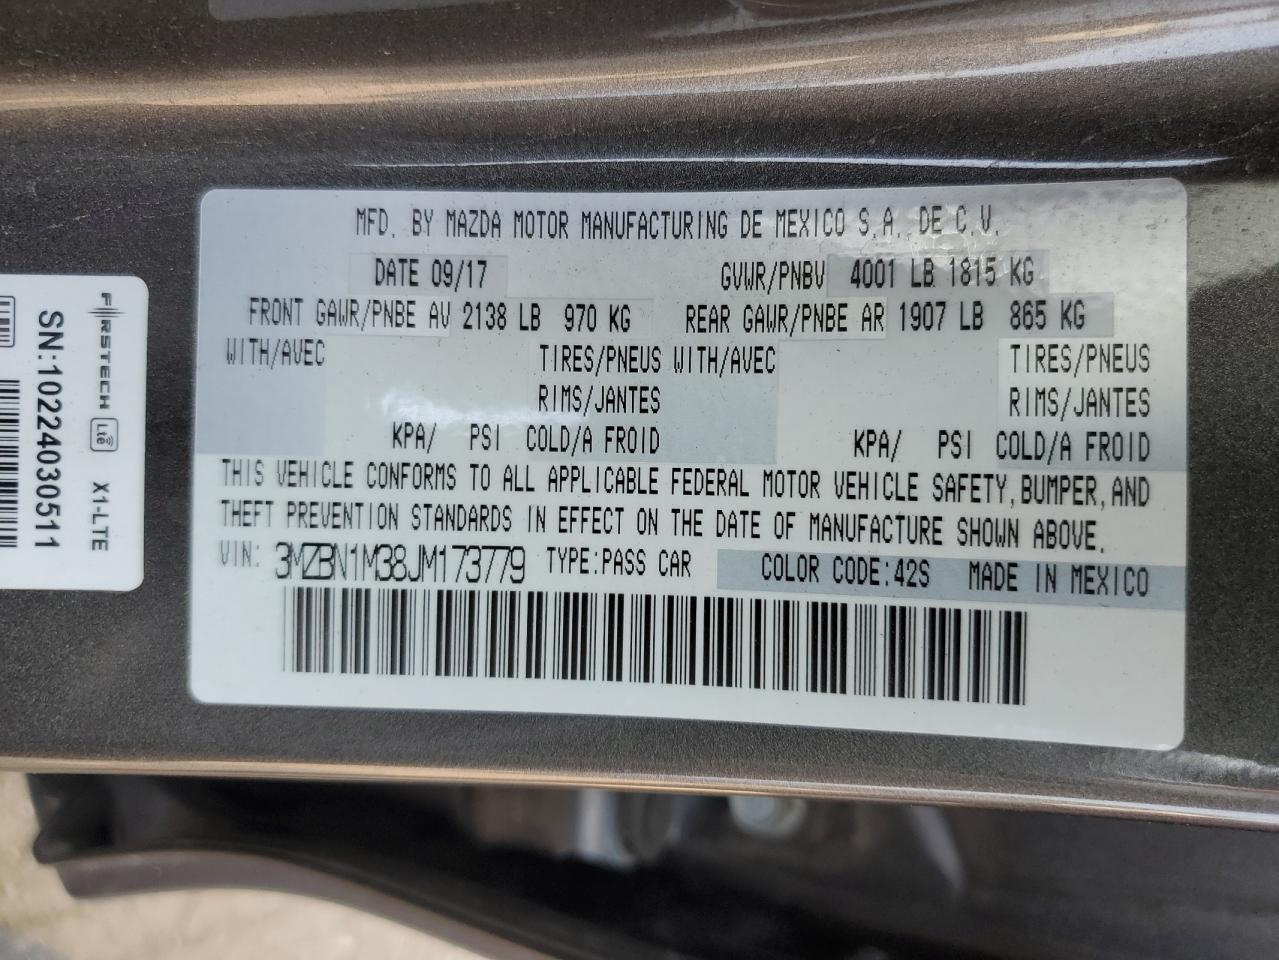 MFD. BY MAZDA MOTOR MANUFACTURING DE MEXICO S.A. DE C.V.
DATE 09/17 GVWR/PNBV 4001 LB 1815 KG
FRONT GAWR/PNBE AV 2138 LB 970 KG REAR GAWR/PNBE AR 1907 LB 865 KG
WITH/AVEC TIRES/PNEUS WITH/AVEC TIRES/PNEUS
RIMS/JANTES RIMS/JANTES
KPA/ PSI COLD/A FROID KPA/ PSI COLD/A FROID
THIS VEHICLE CONFORMS TO ALL APPLICABLE FEDERAL MOTOR VEHICLE SAFETY, BUMPER, AND
THEFT PREVENTION STANDARDS IN EFFECT ON THE DATE OF MANUFACTURE SHOWN ABOVE.
VIN: 3MZBN1M38JM173779 TYPE:PASS CAR COLOR CODE:42S MADE IN MEXICO
FIRSTECH Lte X1-LTE
SN:10224030511